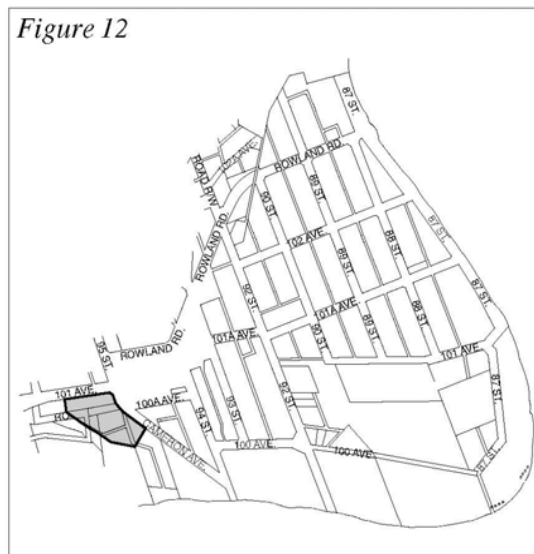 Figure 12
87 ST.
ROWLAND RD.
ROAD R/W
89 ST.
90 ST.
ROWLAND RD.
102 AVE.
87 ST.
88 ST.
89 ST.
92 ST.
87 ST.
101A AVE.
101A AVE.
88 ST.
89 ST.
90 ST.
95 ST.
ROWLAND RD.
101 AVE.
87 ST.
101 AVE.
92 ST.
93 ST.
94 ST.
100A AVE.
CAMERON AVE.
100 AVE.
100 AVE.
87 ST.